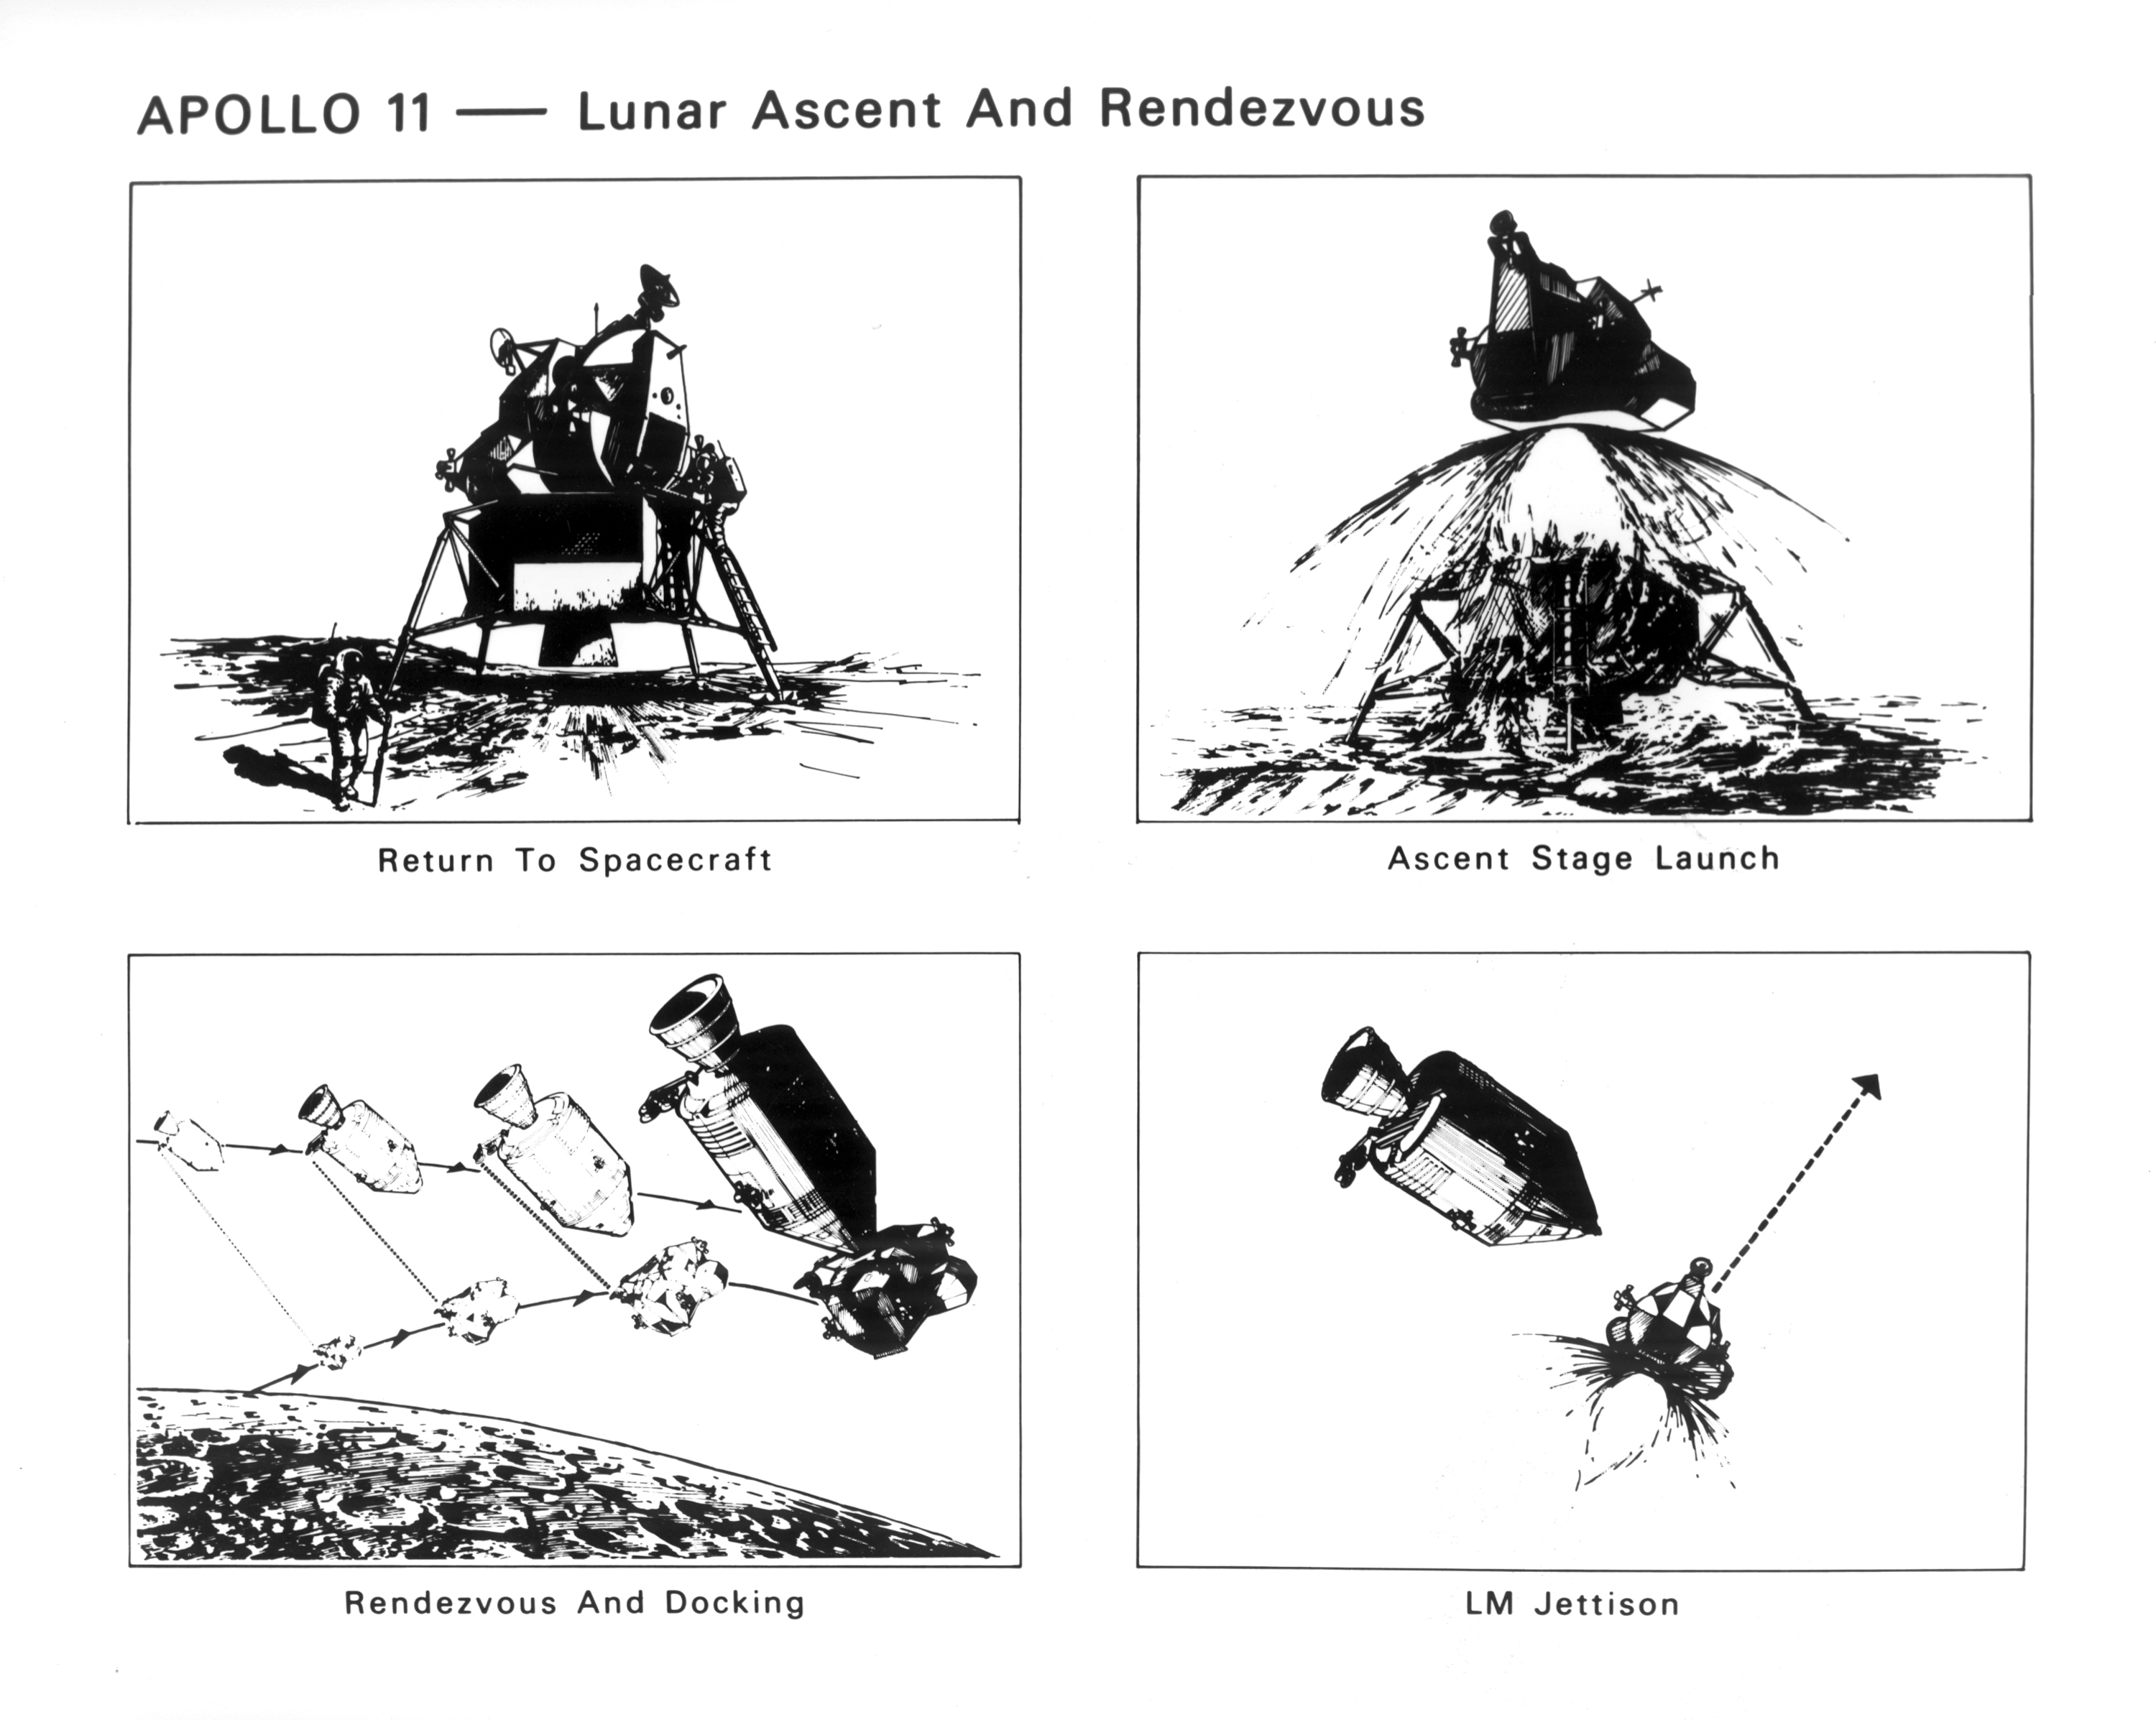 APOLLO 11 — Lunar Ascent And Rendezvous
Return To Spacecraft
Ascent Stage Launch
Rendezvous And Docking
LM Jettison